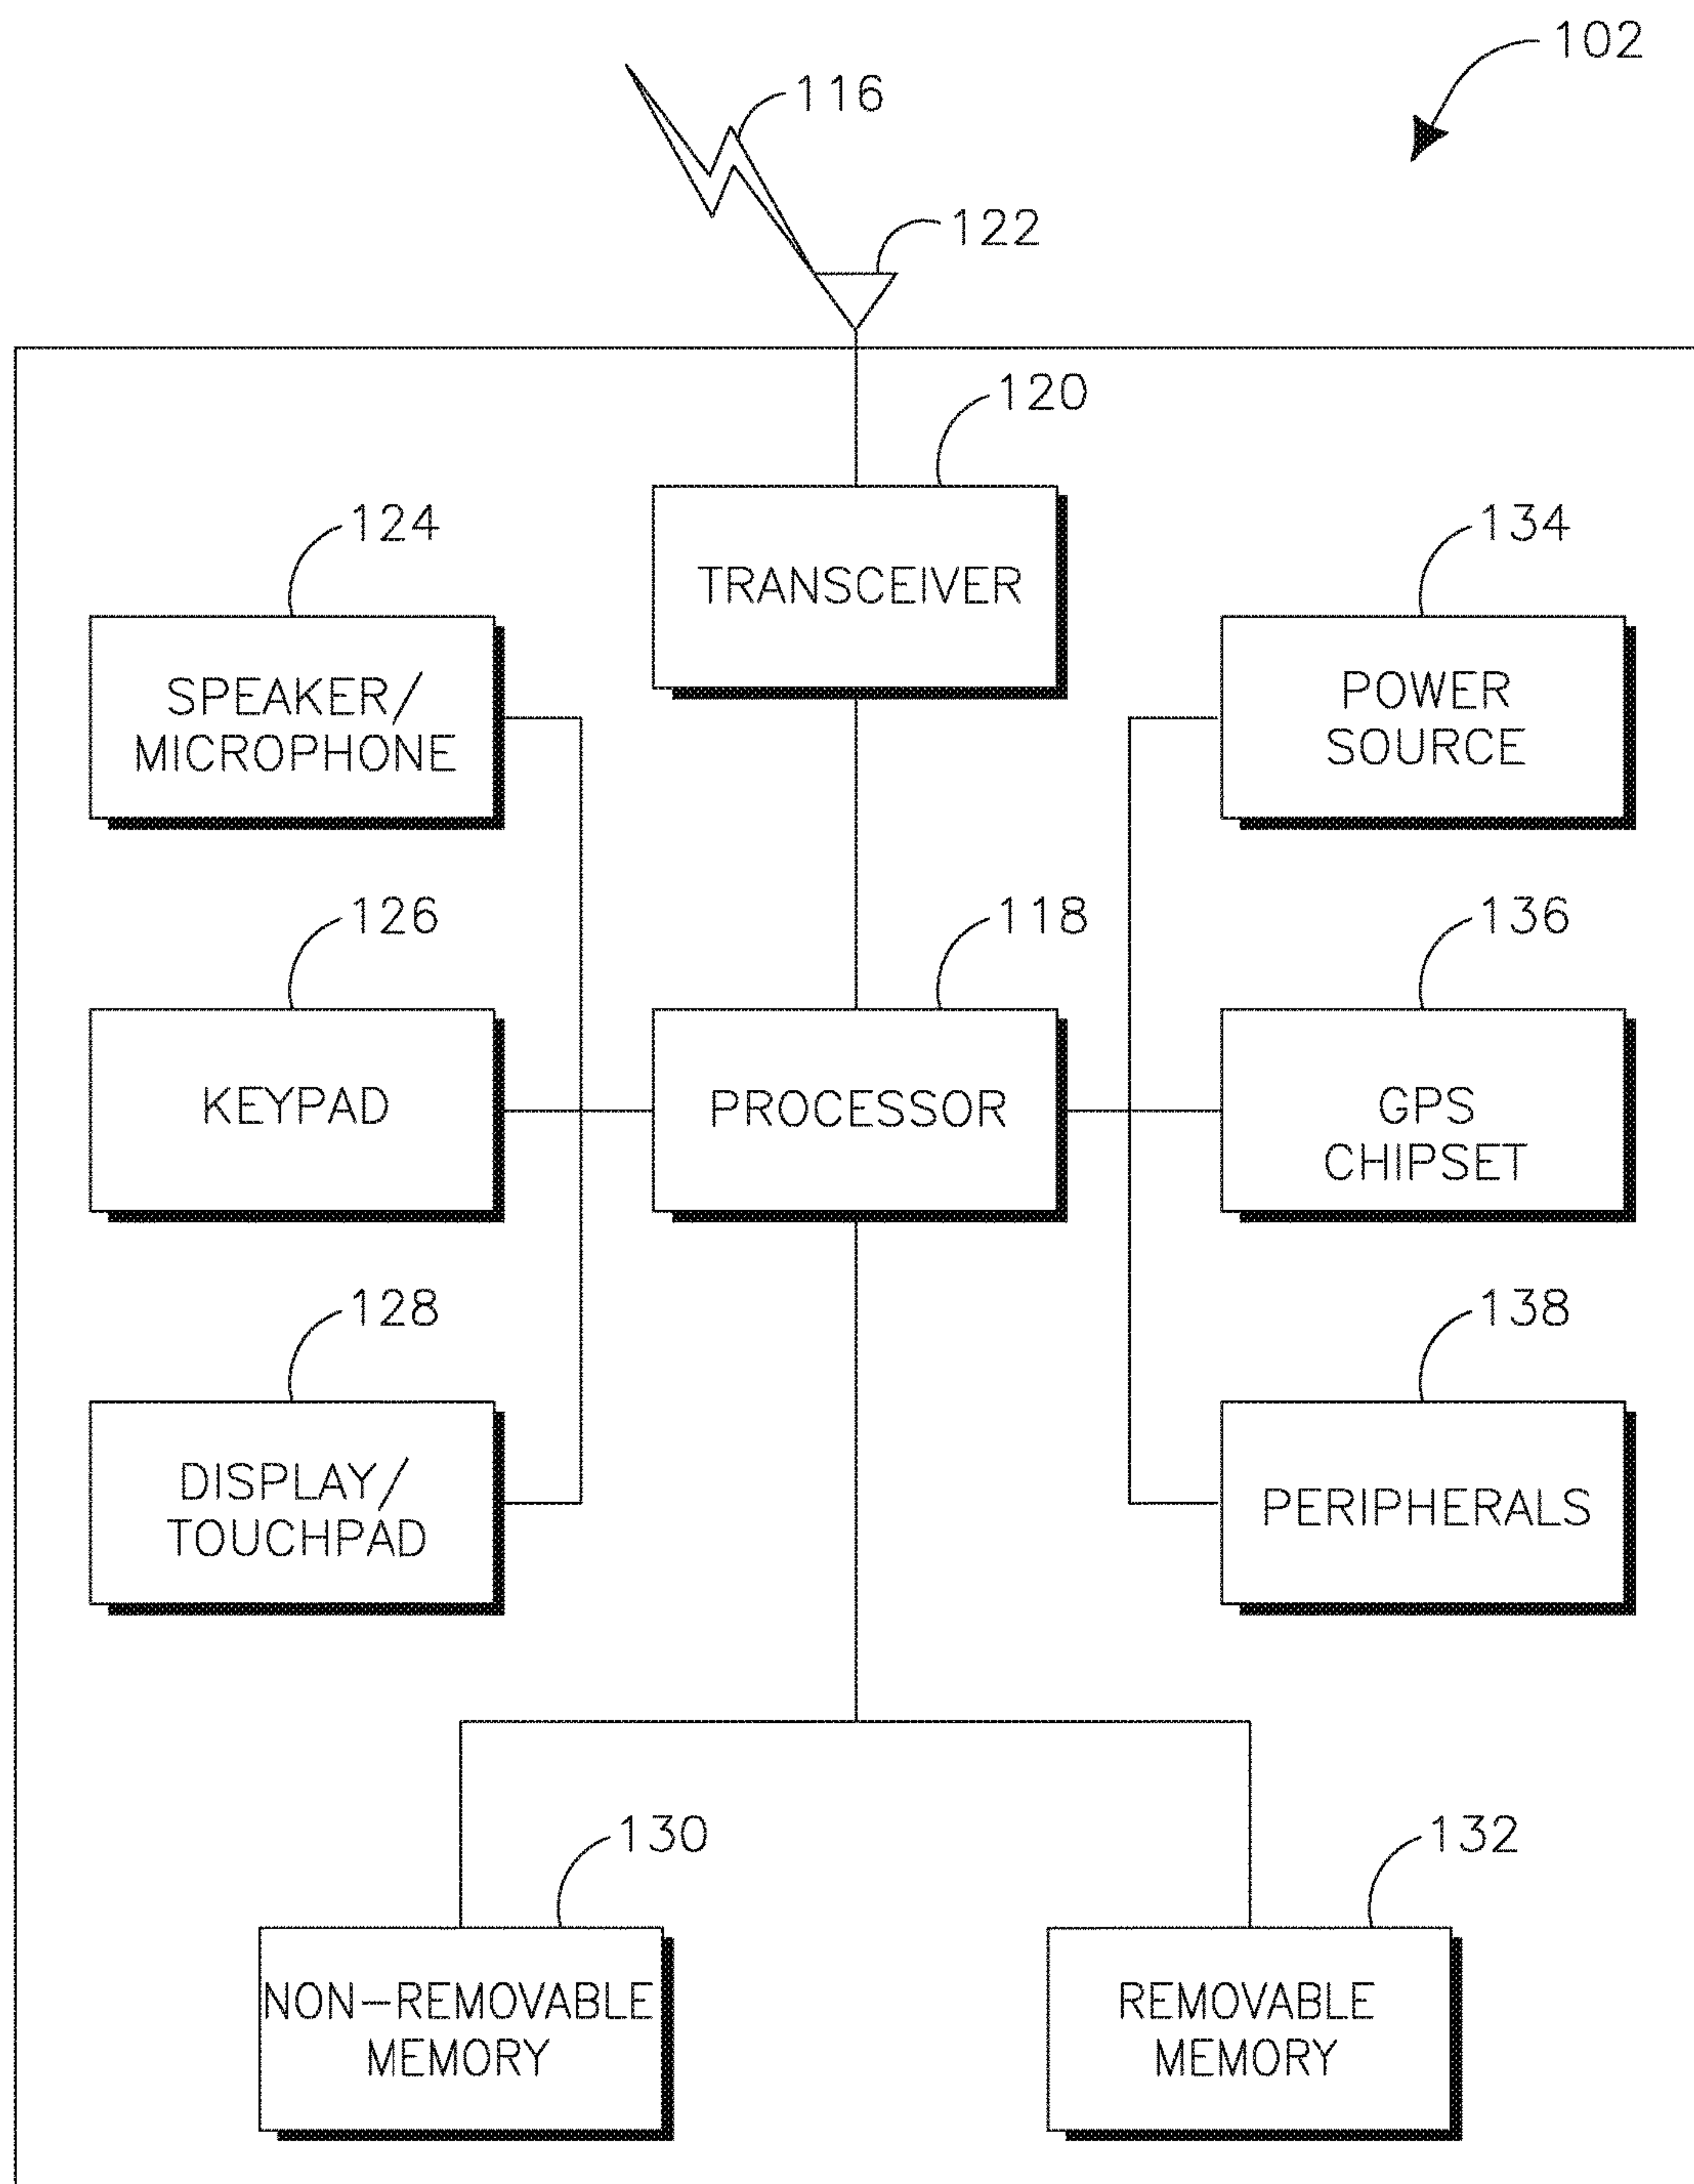 102
116
122
120
TRANSCEIVER
124
SPEAKER/
MICROPHONE
134
POWER
SOURCE
126
KEYPAD
118
PROCESSOR
136
GPS
CHIPSET
128
DISPLAY/
TOUCHPAD
138
PERIPHERALS
130
NON-REMOVABLE
MEMORY
132
REMOVABLE
MEMORY